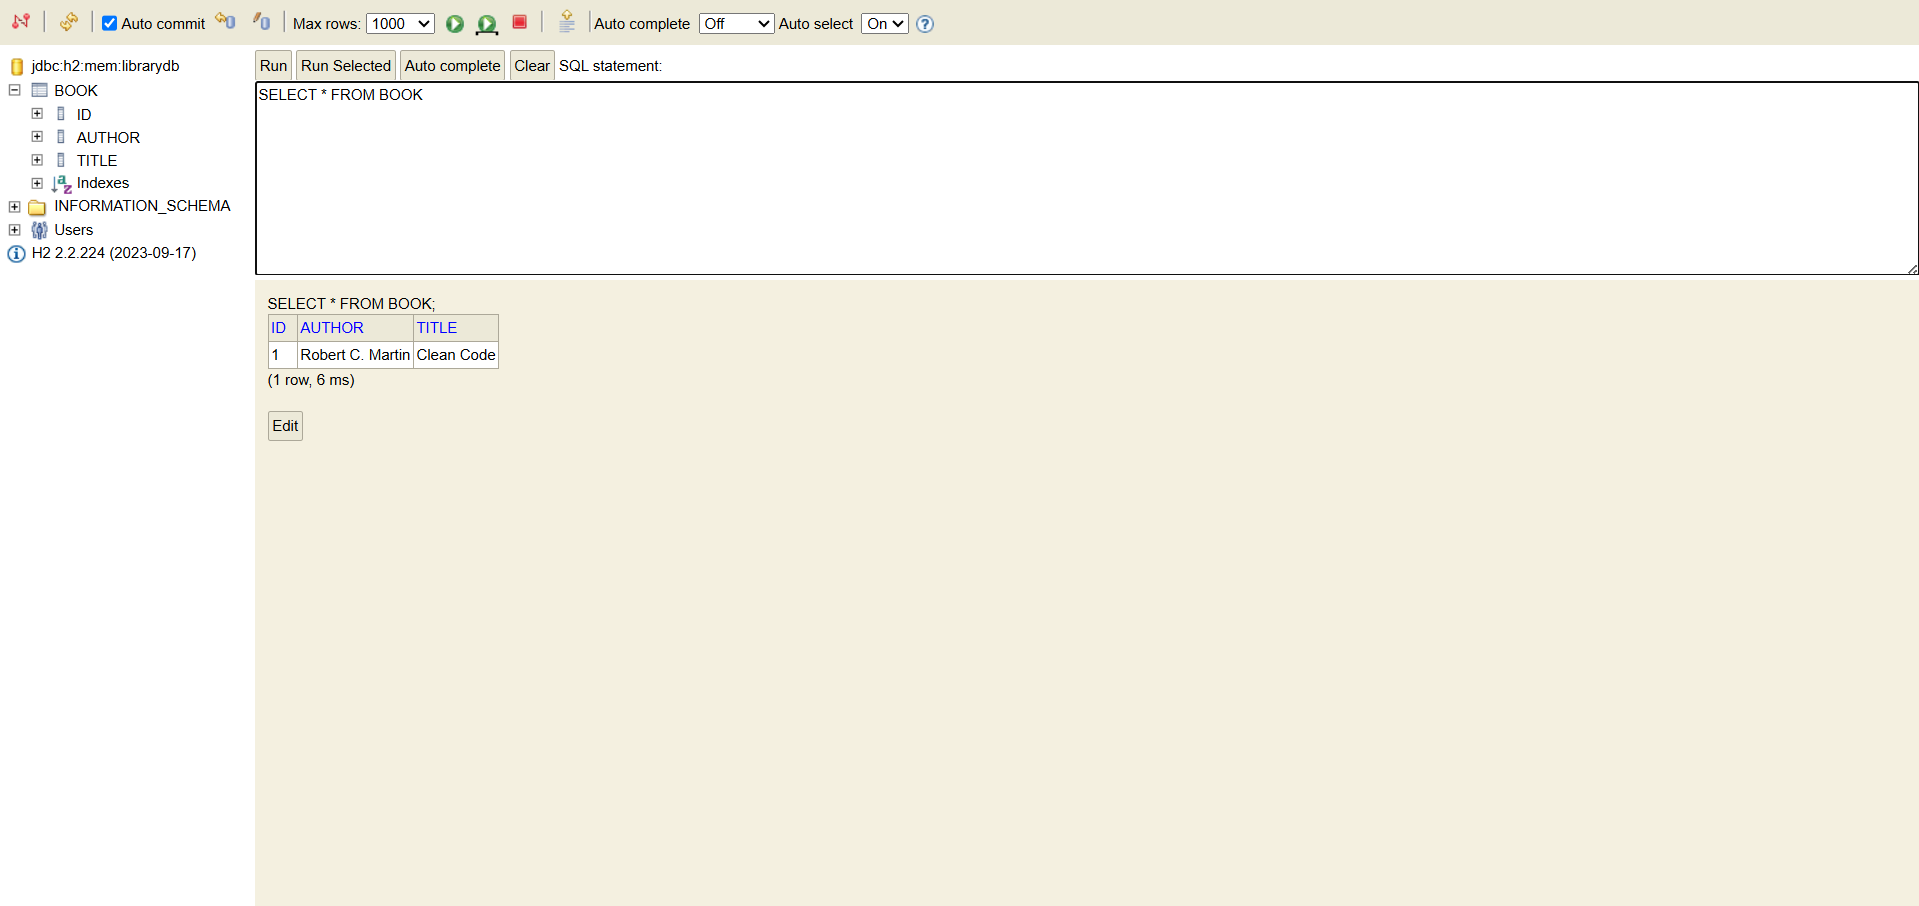 Auto commit Max rows: 1000 Auto complete Off Auto select On ?
jdbc:h2:mem:librarydb
BOOK
ID
AUTHOR
TITLE
Indexes
INFORMATION_SCHEMA
Users
H2 2.2.224 (2023-09-17)
Run Run Selected Auto complete Clear SQL statement:
SELECT * FROM BOOK
SELECT * FROM BOOK;
ID AUTHOR TITLE
1 Robert C. Martin Clean Code
(1 row, 6 ms)
Edit